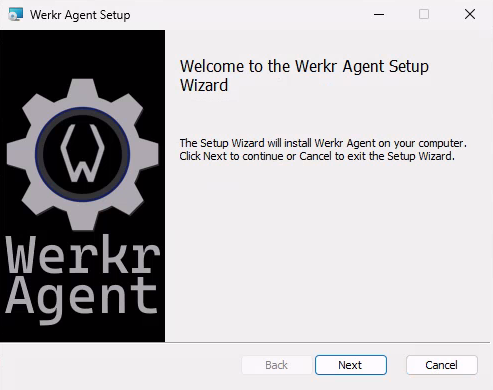 Werkr Agent Setup
Welcome to the Werkr Agent Setup
Wizard
The Setup Wizard will install Werkr Agent on your computer.
Click Next to continue or Cancel to exit the Setup Wizard.
Werkr
Agent
Back
Next
Cancel